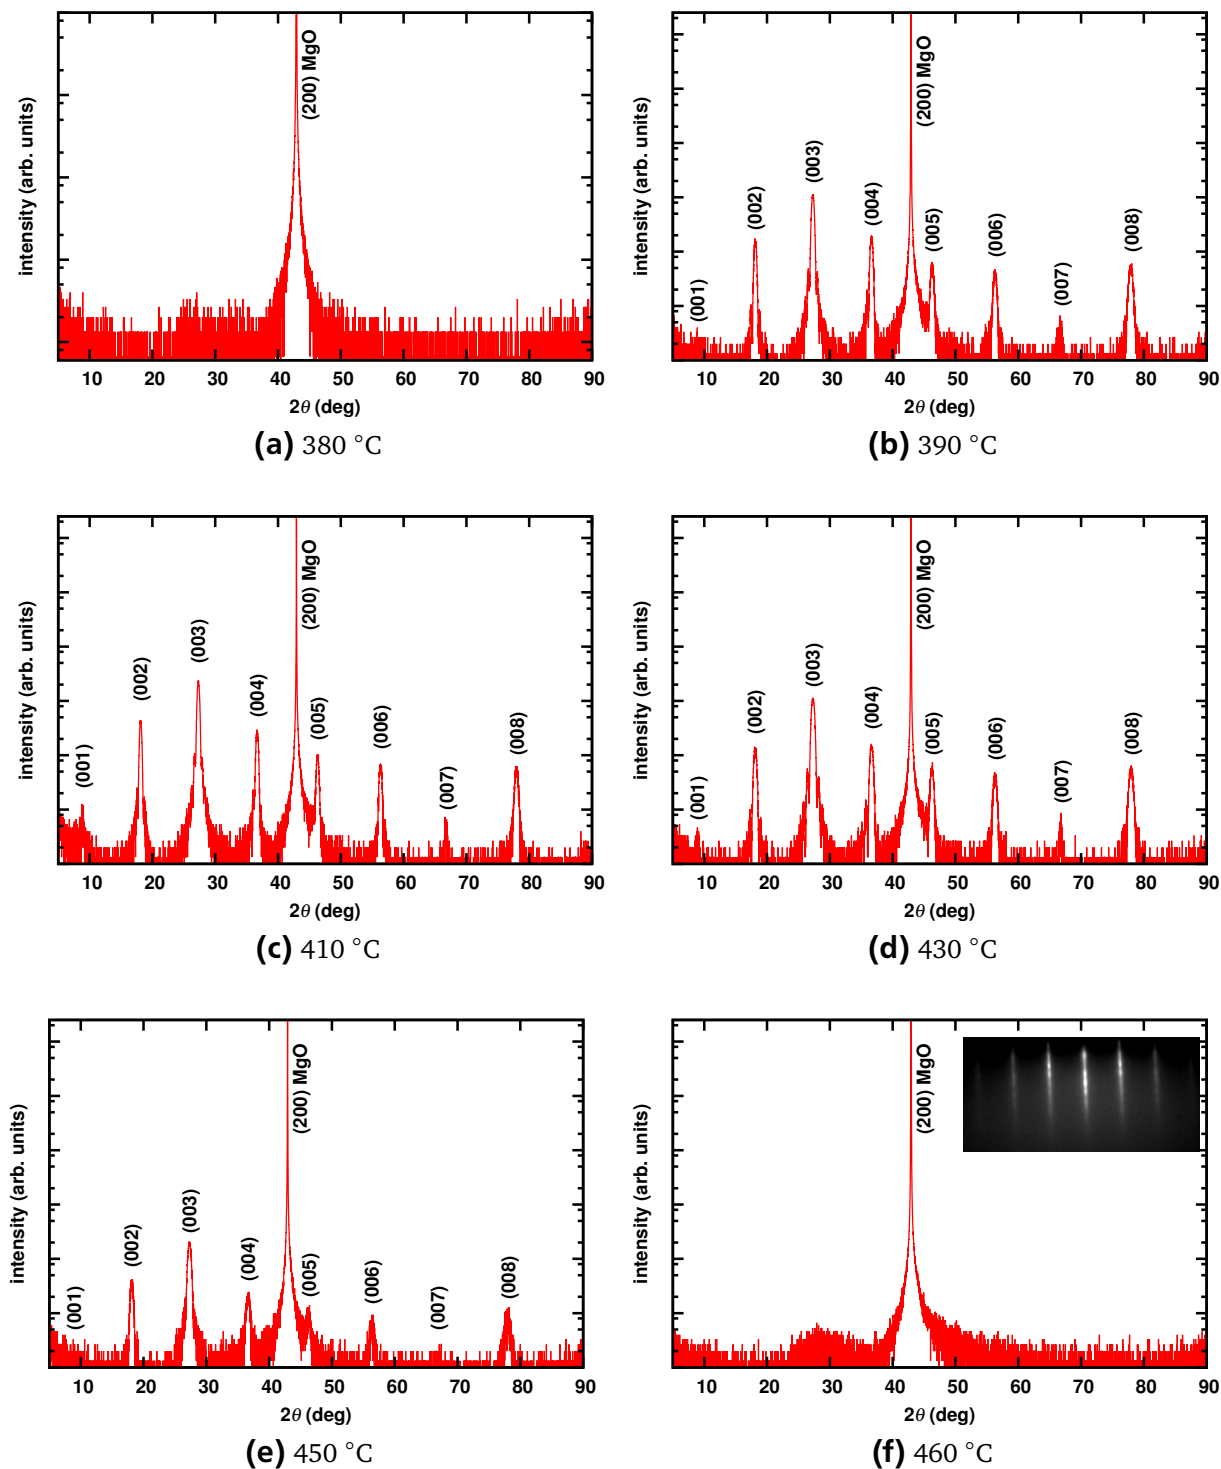 intensity (arb. units)
(200) MgO
10 20 30 40 50 60 70 80 90
2θ (deg)
(a) 380 °C
intensity (arb. units)
(001)
(002)
(003)
(004)
(200) MgO
(005)
(006)
(007)
(008)
10 20 30 40 50 60 70 80 90
2θ (deg)
(b) 390 °C
intensity (arb. units)
(001)
(002)
(003)
(004)
(200) MgO
(005)
(006)
(007)
(008)
10 20 30 40 50 60 70 80 90
2θ (deg)
(c) 410 °C
intensity (arb. units)
(001)
(002)
(003)
(004)
(200) MgO
(005)
(006)
(007)
(008)
10 20 30 40 50 60 70 80 90
2θ (deg)
(d) 430 °C
intensity (arb. units)
(001)
(002)
(003)
(004)
(200) MgO
(005)
(006)
(007)
(008)
10 20 30 40 50 60 70 80 90
2θ (deg)
(e) 450 °C
intensity (arb. units)
(200) MgO
10 20 30 40 50 60 70 80 90
2θ (deg)
(f) 460 °C